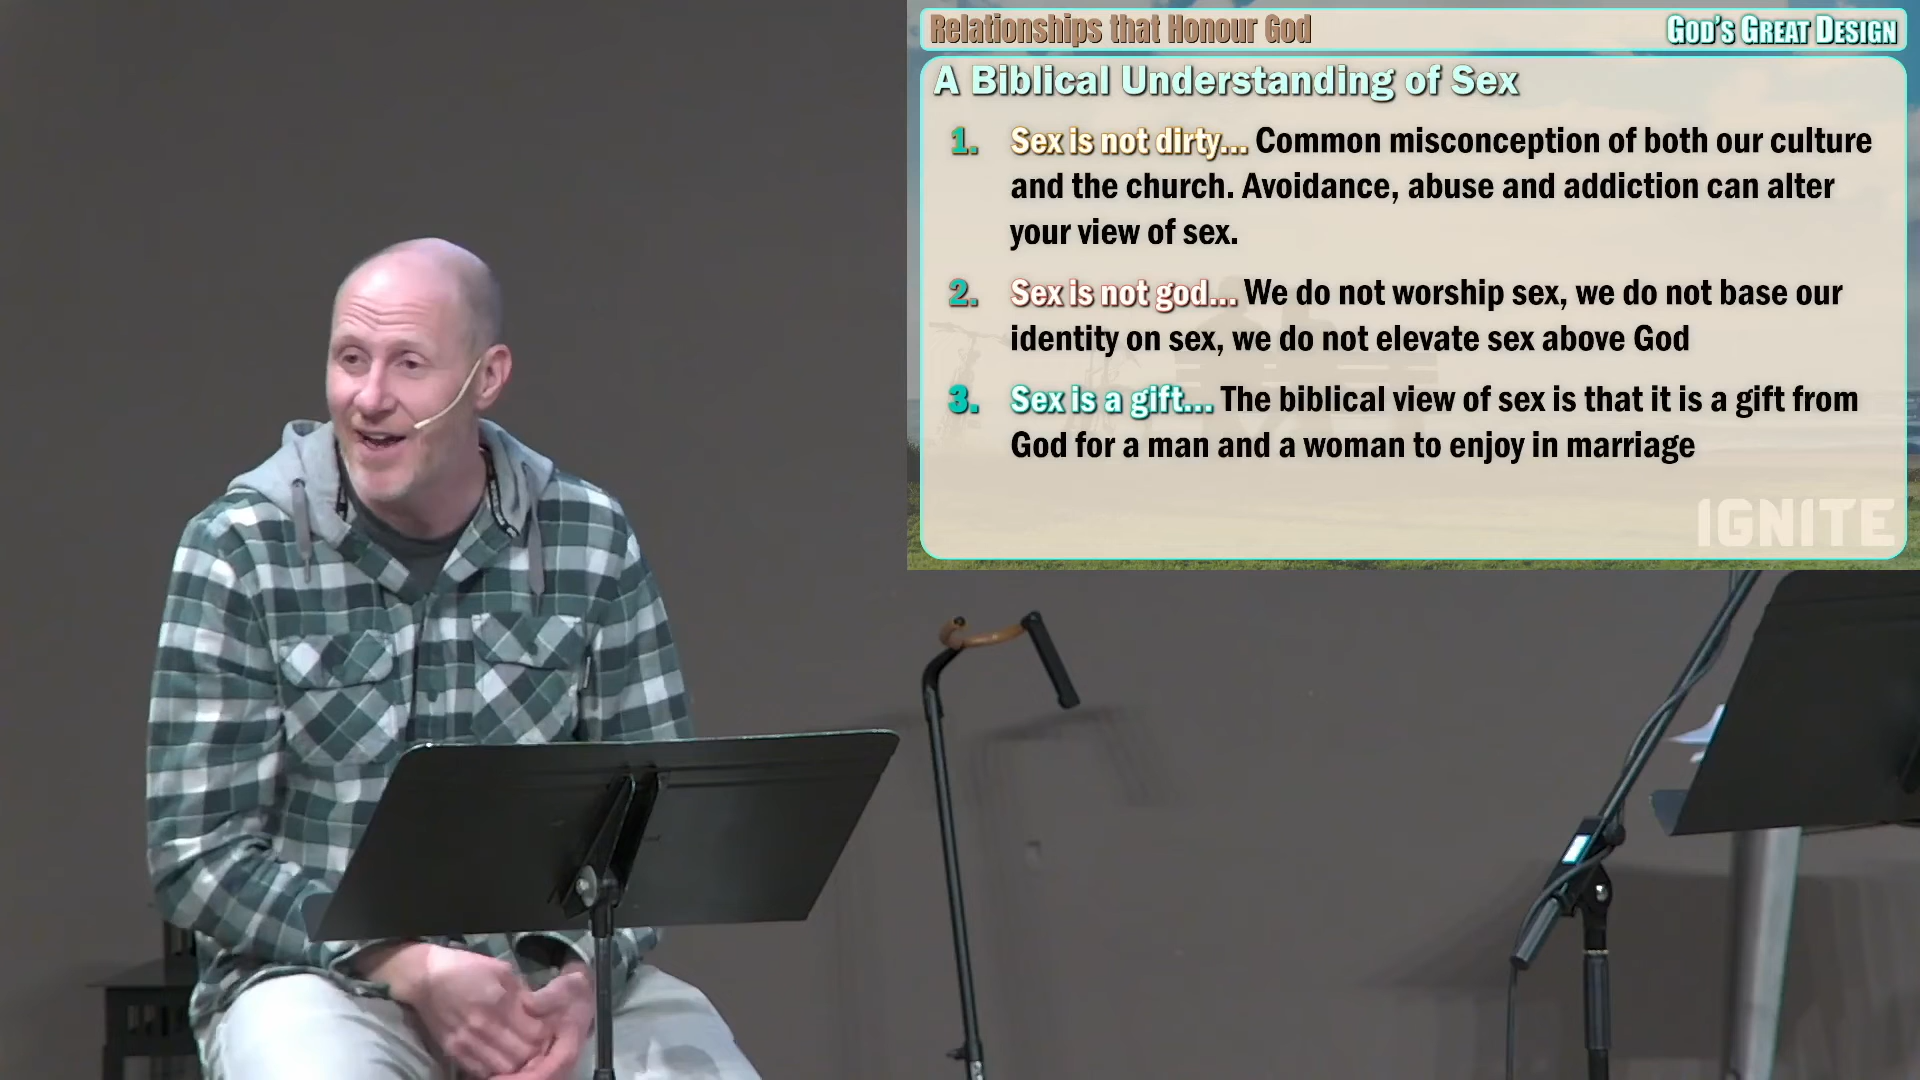 Relationships that Honour God
GOD'S GREAT DESIGN
A Biblical Understanding of Sex
1. Sex is not dirty... Common misconception of both our culture
and the church. Avoidance, abuse and addiction can alter
your view of sex.
2. Sex is not god... We do not worship sex, we do not base our
identity on sex, we do not elevate sex above God
3. Sex is a gift... The biblical view of sex is that it is a gift from
God for a man and a woman to enjoy in marriage
IGNITE